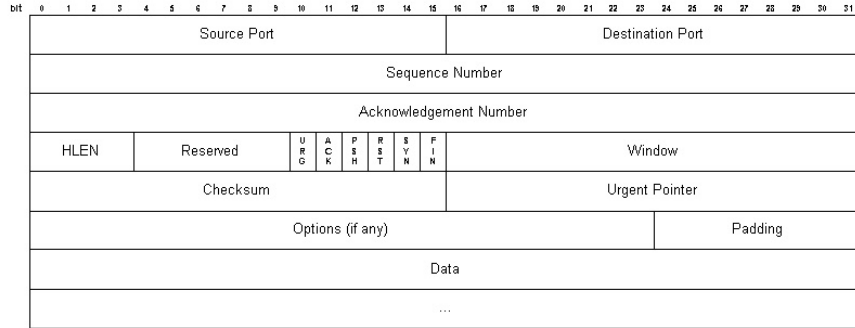 bit 0 1 2 3 4 5 6 7 8 9 10 11 12 13 14 15 16 17 18 19 20 21 22 23 24 25 26 27 28 29 30 31
Source Port Destination Port
Sequence Number
Acknowledgement Number
HLEN Reserved URG ACK PSH RST SYN FIN Window
Checksum Urgent Pointer
Options (if any) Padding
Data
...